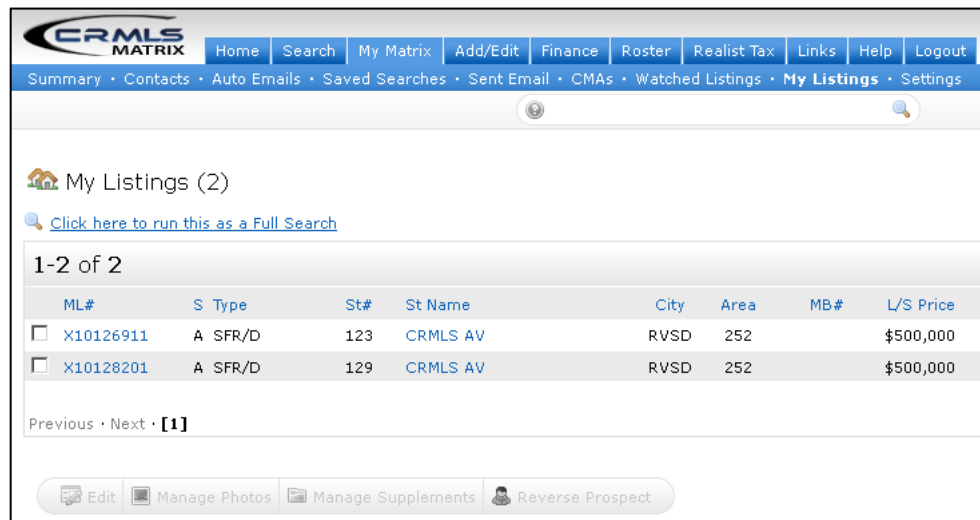 CRMLS
MATRIX
Home Search My Matrix Add/Edit Finance Roster Realist Tax Links Help Logout
Summary · Contacts · Auto Emails · Saved Searches · Sent Email · CMAs · Watched Listings · My Listings · Settings
?
My Listings (2)
Click here to run this as a Full Search
1-2 of 2
ML# S Type St# St Name City Area MB# L/S Price
X10126911 A SFR/D 123 CRMLS AV RVSD 252 $500,000
X10128201 A SFR/D 129 CRMLS AV RVSD 252 $500,000
Previous · Next · [1]
Edit Manage Photos Manage Supplements Reverse Prospect